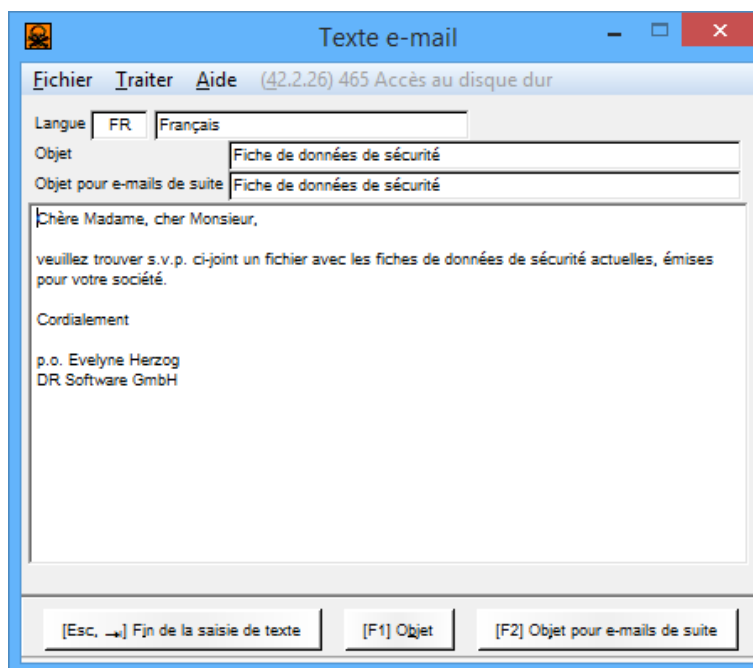 Texte e-mail
Fichier Traiter Aide (42.2.26) 465 Accès au disque dur
Langue FR Français
Objet Fiche de données de sécurité
Objet pour e-mails de suite Fiche de données de sécurité
Chère Madame, cher Monsieur,
veuillez trouver s.v.p. ci-joint un fichier avec les fiches de données de sécurité actuelles, émises
pour votre société.
Cordialement
p.o. Evelyne Herzog
DR Software GmbH
[Esc, →] Fin de la saisie de texte [F1] Objet [F2] Objet pour e-mails de suite